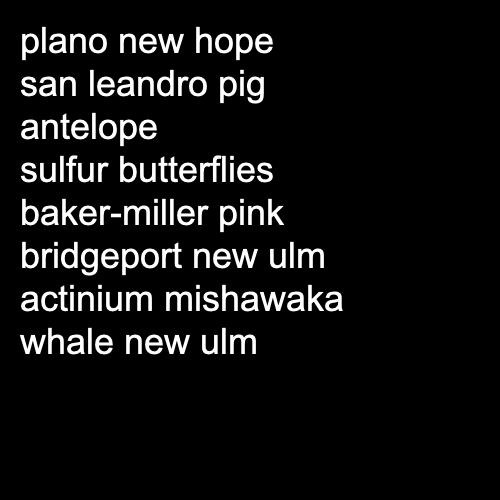 plano new hope
san leandro pig
antelope
sulfur butterflies
baker-miller pink
bridgeport new ulm
actinium mishawaka
whale new ulm